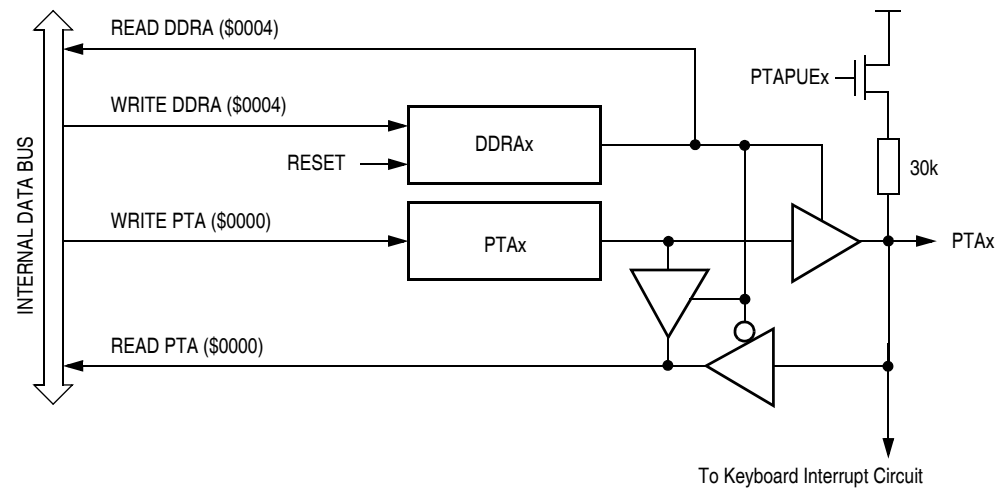 READ DDRA ($0004)
PTAPUEx
WRITE DDRA ($0004)
DDRAx
RESET
30k
INTERNAL DATA BUS
WRITE PTA ($0000)
PTAx
PTAx
READ PTA ($0000)
To Keyboard Interrupt Circuit